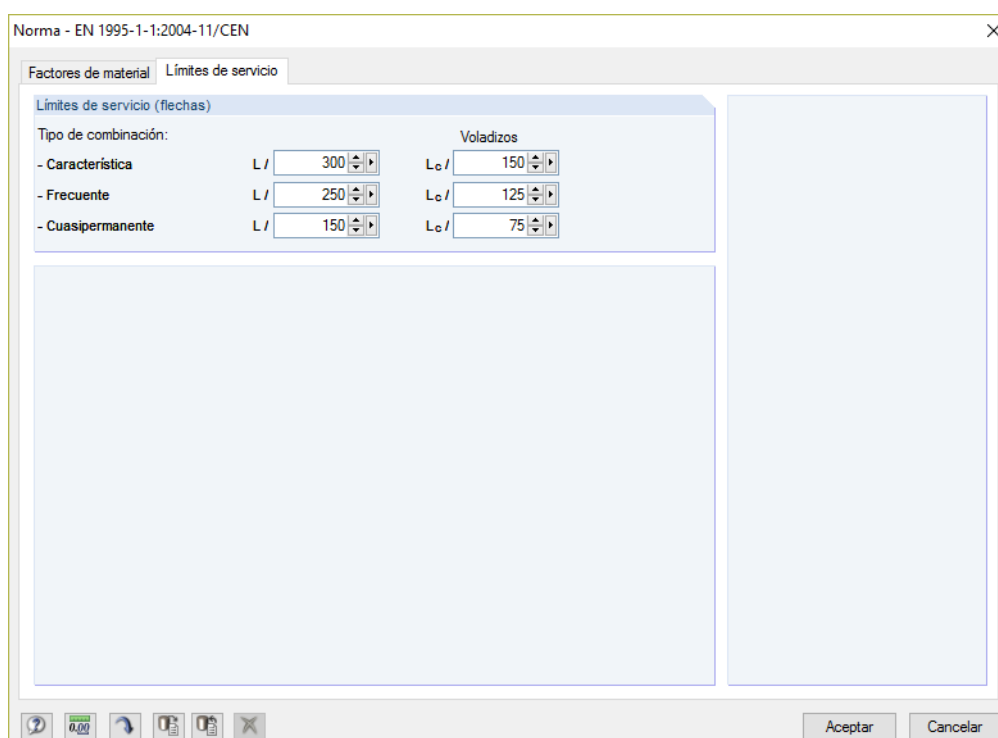 Norma - EN 1995-1-1:2004-11/CEN
Factores de material Límites de servicio
Límites de servicio (flechas)
Tipo de combinación: Voladizos
- Característica L / 300 Lc / 150
- Frecuente L / 250 Lc / 125
- Cuasipermanente L / 150 Lc / 75
0.00 Aceptar Cancelar